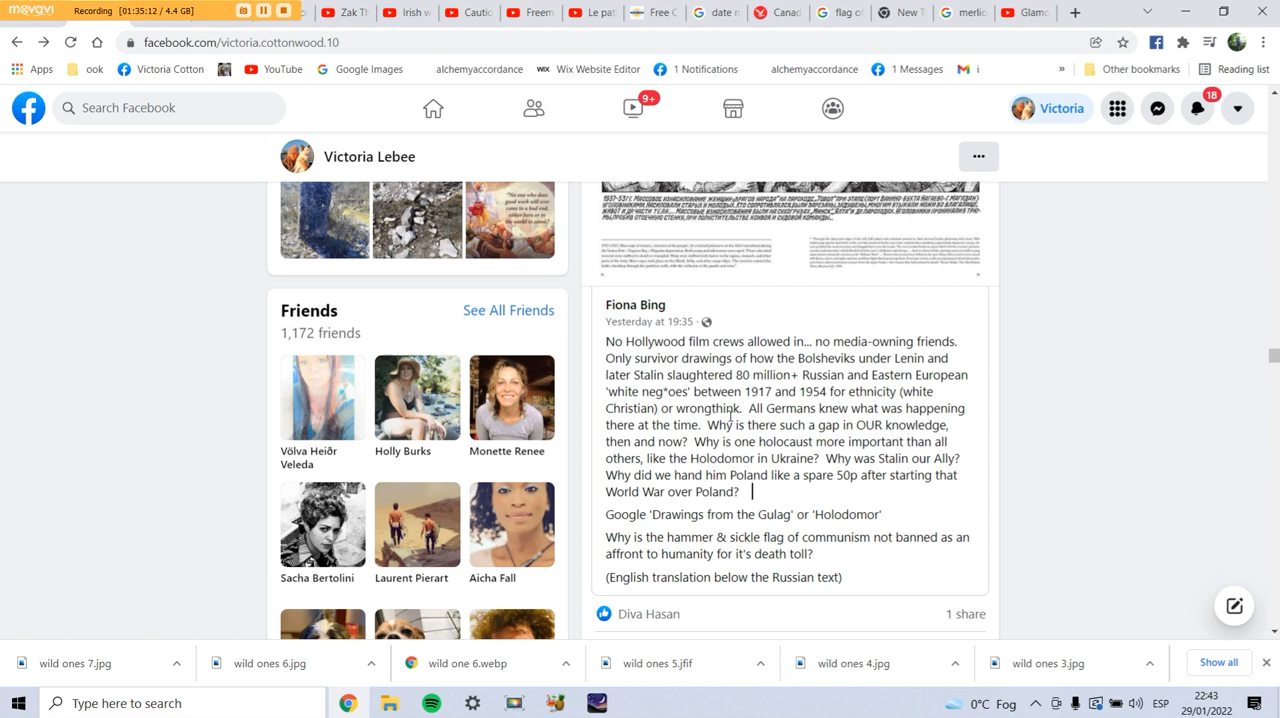 movavi
Recording 01:35:12 / 4.4 GB
Zak Th
Irish w
Cautic
Freem
Le pat
Free C
date n
Canad
flag of
New T
merlio
Glamo
facebook.com/victoria.cottonwood.10
Apps
ook
Victoria Cotton
YouTube
Google Images
alchemyaccordance
Wix Website Editor
1 Notifications
alchemyaccordance
1 Messages
i
»
Other bookmarks
Reading list
Search Facebook
9+
Victoria
18
Victoria Lebee
"No one who does
good work will ever
come to a bad end,
either here or in
the world to come"
Friends
See All Friends
1,172 friends
Völva Heiðr
Veleda
Holly Burks
Monette Renee
Sacha Bertolini
Laurent Pierart
Aicha Fall
Fiona Bing
Yesterday at 19:35 ·
No Hollywood film crews allowed in... no media-owning friends.
Only survivor drawings of how the Bolsheviks under Lenin and
later Stalin slaughtered 80 million+ Russian and Eastern European
'white neg*oes' between 1917 and 1954 for ethnicity (white
Christian) or wrongthink. All Germans knew what was happening
there at the time. Why is there such a gap in OUR knowledge,
then and now? Why is one holocaust more important than all
others, like the Holodomor in Ukraine? Why was Stalin our Ally?
Why did we hand him Poland like a spare 50p after starting that
World War over Poland?
Google 'Drawings from the Gulag' or 'Holodomor'
Why is the hammer & sickle flag of communism not banned as an
affront to humanity for it's death toll?
(English translation below the Russian text)
Diva Hasan
1 share
wild ones 7.jpg
wild ones 6.jpg
wild one 6.webp
wild ones 5.jfif
wild ones 4.jpg
wild ones 3.jpg
Show all
Type here to search
0°C Fog
ESP
22:43
29/01/2022